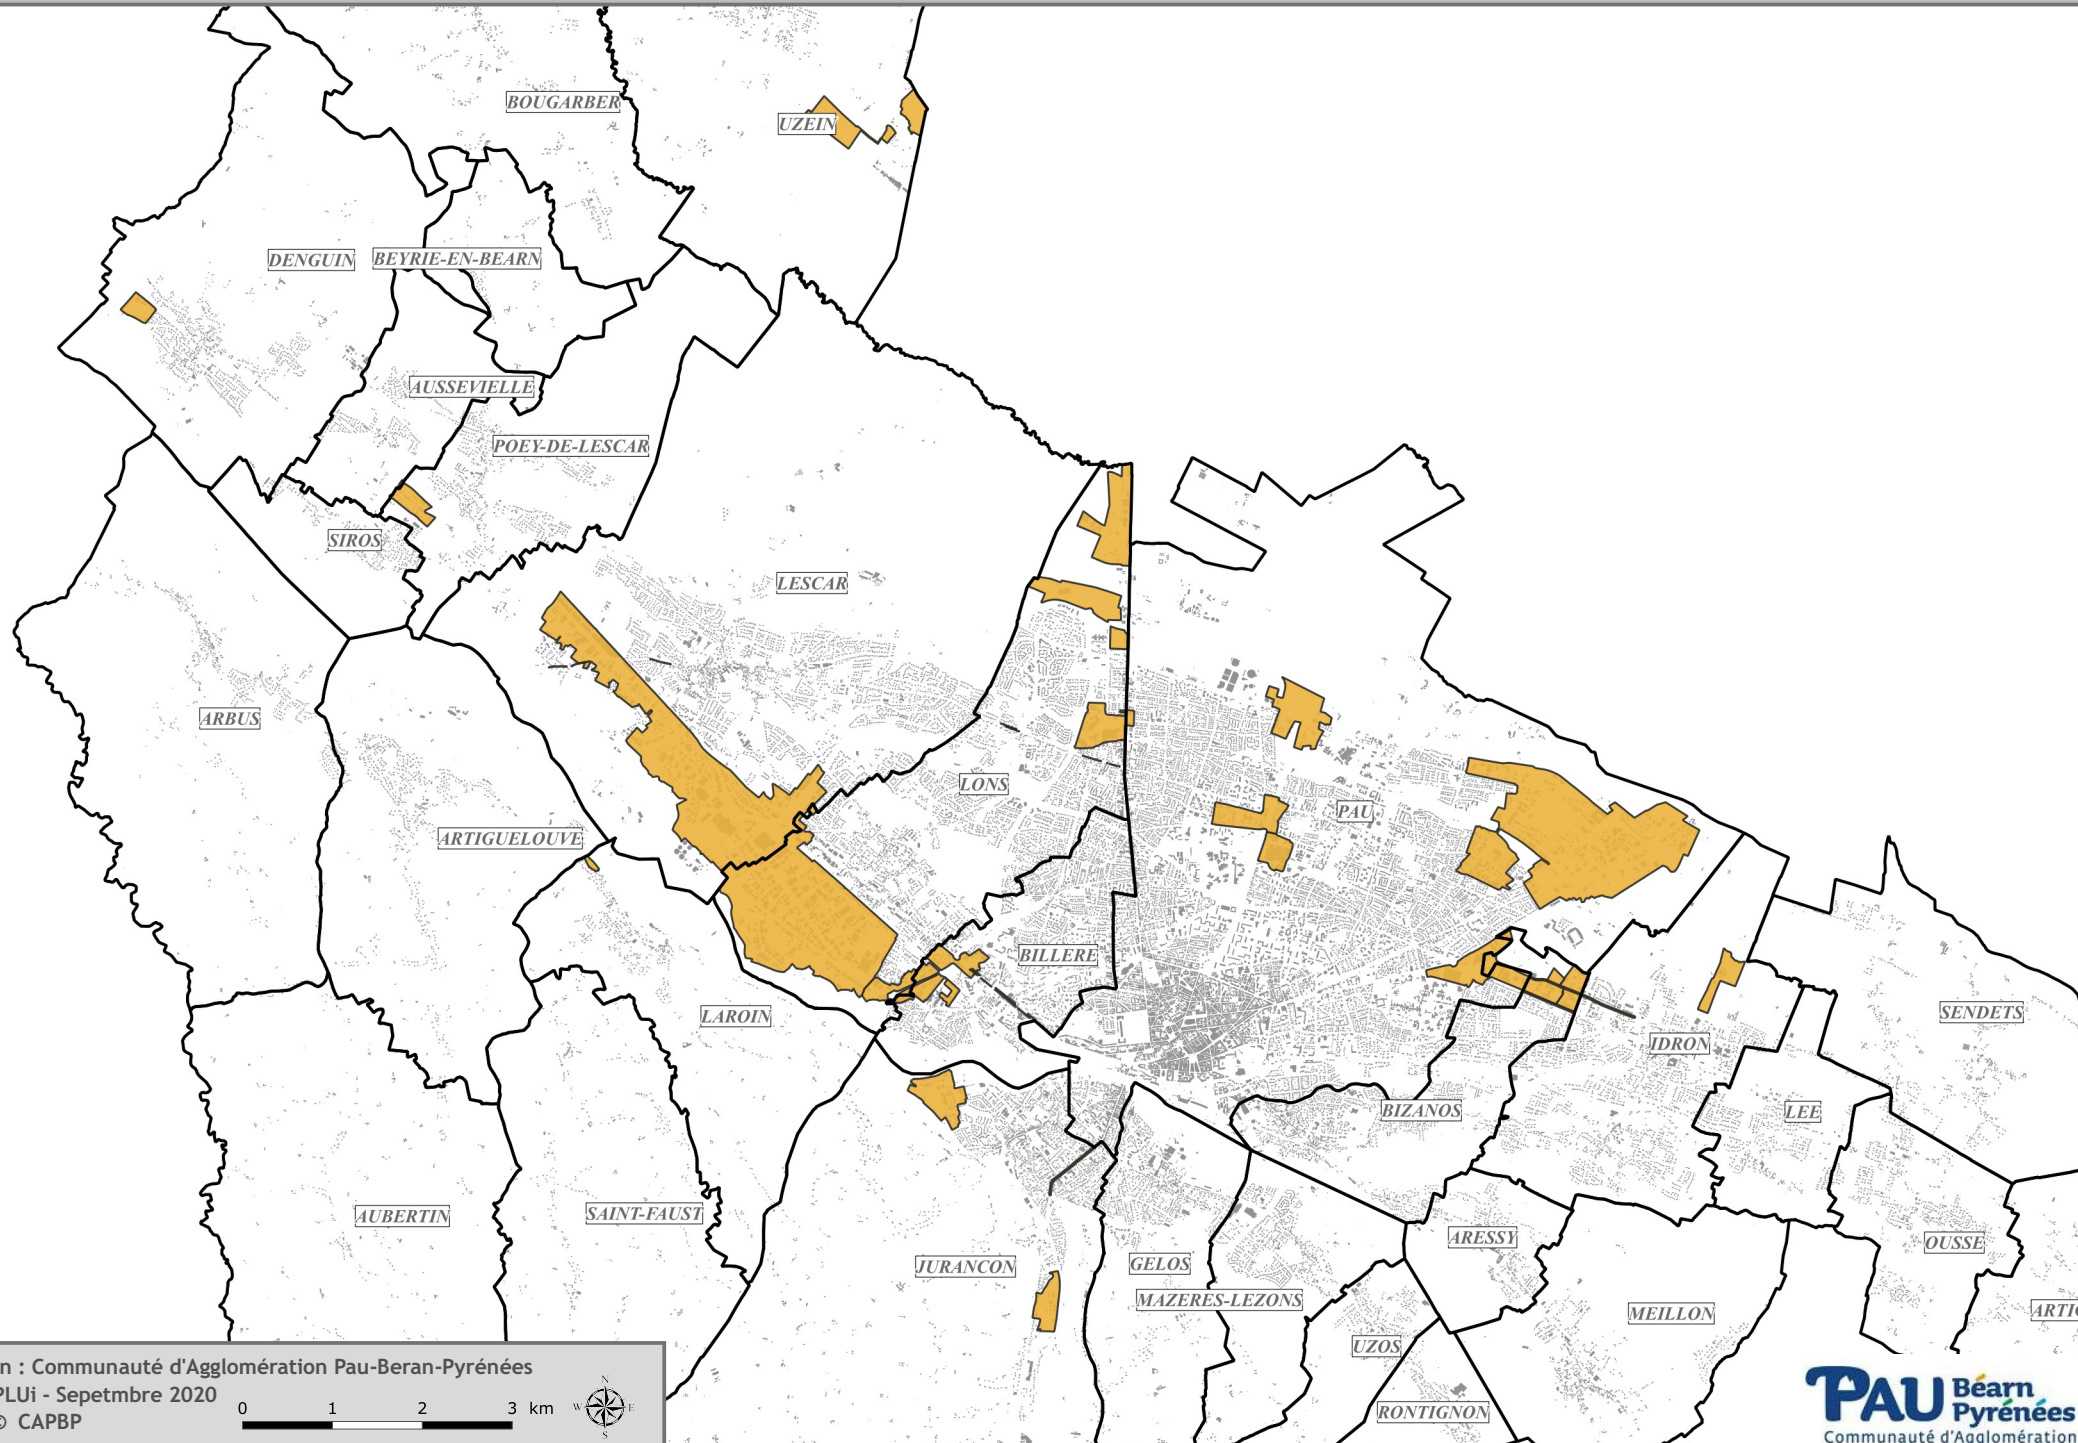 BOUGARBER
UZEIN
DENGUIN
BEYRIE-EN-BEARN
AUSSEVIELLE
POEY-DE-LESCAR
SIROS
LESCAR
ARBUS
LONS
PAU
ARTIGUELOUVE
BILLERE
LAROIN
IDRON
SENDETS
BIZANOS
LEE
AUBERTIN
SAINT-FAUST
JURANCON
GELOS
ARESSY
OUSSE
MAZERES-LEZONS
MEILLON
ARTI
UZOS
RONTIGNON
n : Communauté d'Agglomération Pau-Beran-Pyrénées
PLUi - Sepetmbre 2020
© CAPBP
0 1 2 3 km
N
W E
S
PAU Béarn
Pyrénées
Communauté d'Agglomération